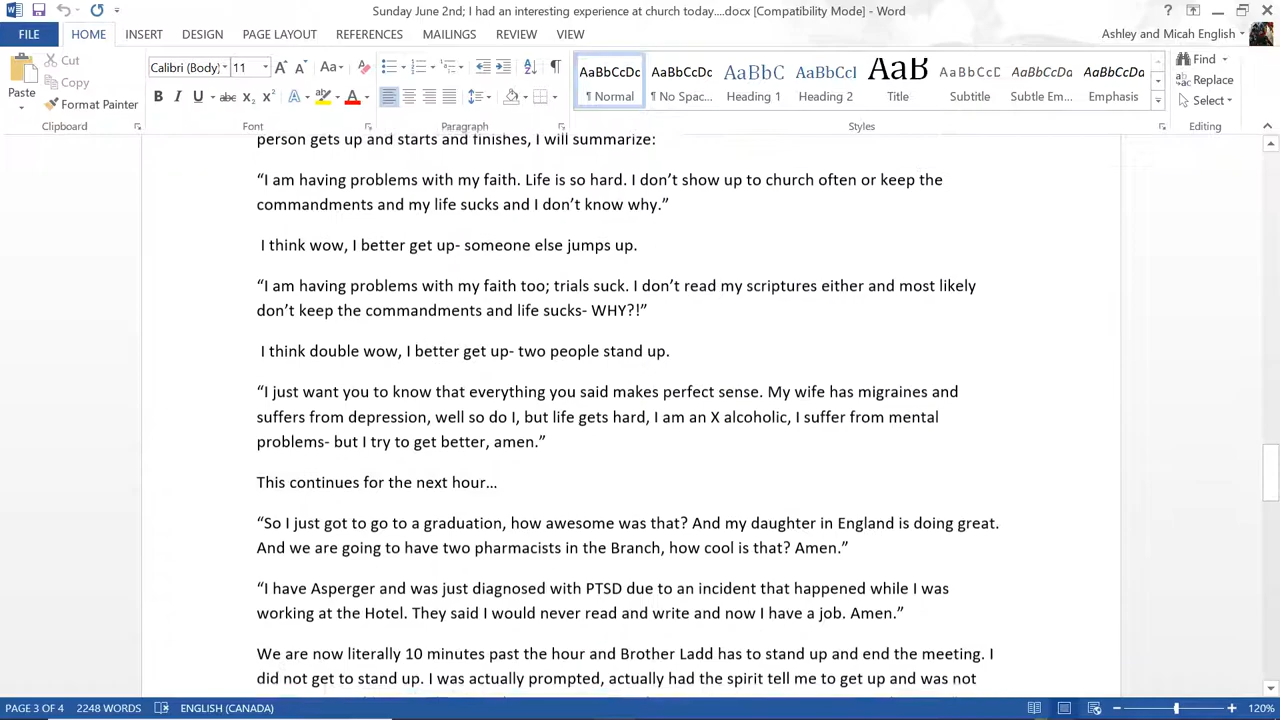 Sunday June 2nd; I had an interesting experience at church today....docx [Compatibility Mode] - Word
FILE HOME INSERT DESIGN PAGE LAYOUT REFERENCES MAILINGS REVIEW VIEW Ashley and Micah English
Paste Cut Copy Format Painter
Clipboard
Calibri (Body) 11
Font
Paragraph
AaBbCcDc AaBbCcDc AaBbC AaBbCcI AaB AaBbCcD AaBbCcDc AaBbCcDc
¶ Normal ¶ No Spac... Heading 1 Heading 2 Title Subtitle Subtle Em... Emphasis
Styles
Find
Replace
Select
Editing
person gets up and starts and finishes, I will summarize:
“I am having problems with my faith. Life is so hard. I don’t show up to church often or keep the
commandments and my life sucks and I don’t know why.”
I think wow, I better get up- someone else jumps up.
“I am having problems with my faith too; trials suck. I don’t read my scriptures either and most likely
don’t keep the commandments and life sucks- WHY?!”
I think double wow, I better get up- two people stand up.
“I just want you to know that everything you said makes perfect sense. My wife has migraines and
suffers from depression, well so do I, but life gets hard, I am an X alcoholic, I suffer from mental
problems- but I try to get better, amen.”
This continues for the next hour…
“So I just got to go to a graduation, how awesome was that? And my daughter in England is doing great.
And we are going to have two pharmacists in the Branch, how cool is that? Amen.”
“I have Asperger and was just diagnosed with PTSD due to an incident that happened while I was
working at the Hotel. They said I would never read and write and now I have a job. Amen.”
We are now literally 10 minutes past the hour and Brother Ladd has to stand up and end the meeting. I
did not get to stand up. I was actually prompted, actually had the spirit tell me to get up and was not
PAGE 3 OF 4 2248 WORDS ENGLISH (CANADA) 120%